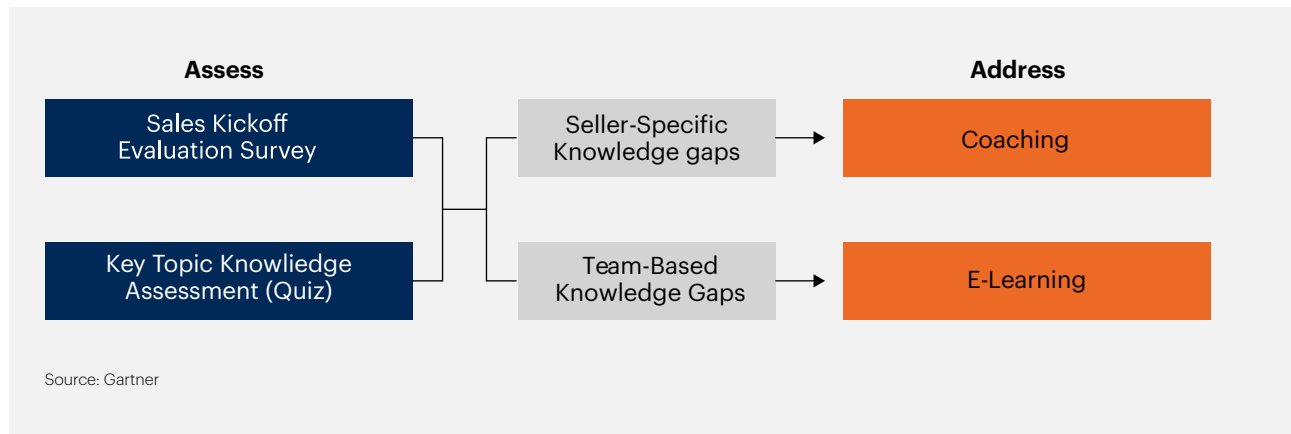 Assess
Address
Sales Kickoff
Evaluation Survey
Seller-Specific
Knowledge gaps
Coaching
Key Topic Knowliedge
Assessment (Quiz)
Team-Based
Knowledge Gaps
E-Learning
Source: Gartner